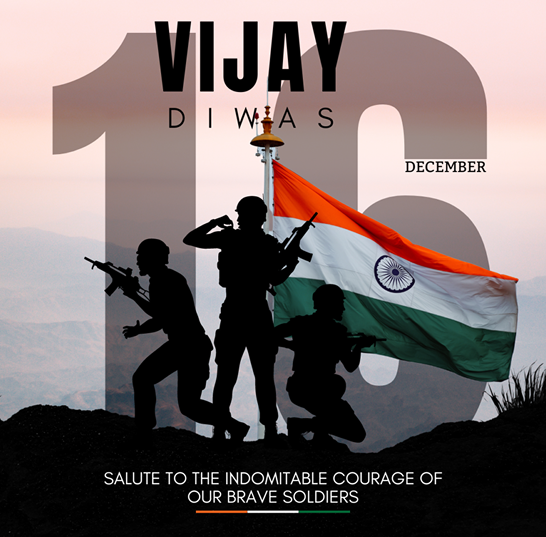 VIJAY
DIWAS
16
DECEMBER
SALUTE TO THE INDOMITABLE COURAGE OF
OUR BRAVE SOLDIERS